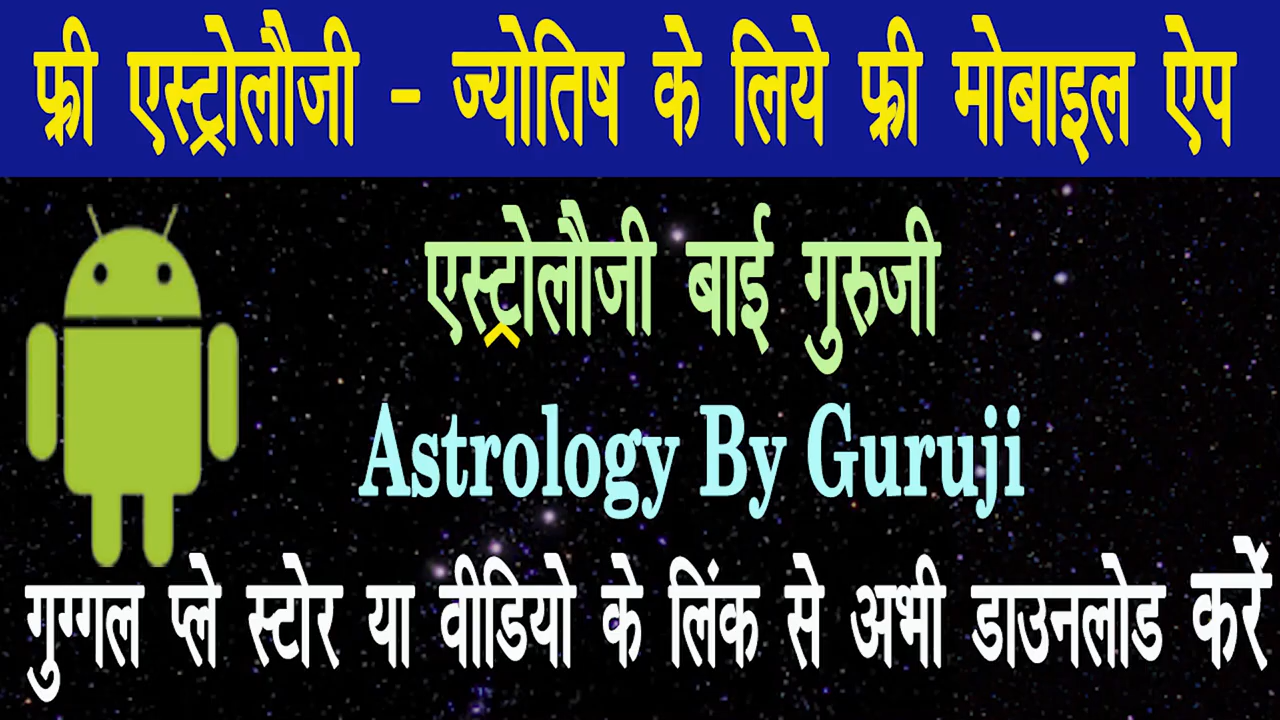 फ्री एस्ट्रोलौजी - ज्योतिष के लिये फ्री मोबाइल ऐप
एस्ट्रोलौजी बाई गुरुजी
Astrology By Guruji
गुग्गल प्ले स्टोर या वीडियो के लिंक से अभी डाउनलोड करें